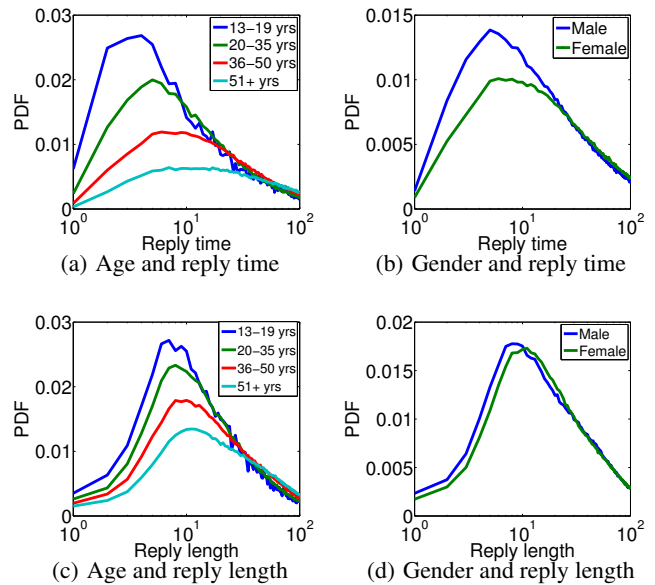 0.03
0.02
0.01
0
PDF
10^0
10^1
10^2
Reply time
13−19 yrs
20−35 yrs
36−50 yrs
51+ yrs
(a) Age and reply time
0.015
0.01
0.005
0
PDF
10^0
10^1
10^2
Reply time
Male
Female
(b) Gender and reply time
0.03
0.02
0.01
0
PDF
10^0
10^1
10^2
Reply length
13−19 yrs
20−35 yrs
36−50 yrs
51+ yrs
(c) Age and reply length
0.02
0.015
0.01
0.005
0
PDF
10^0
10^1
10^2
Reply length
Male
Female
(d) Gender and reply length